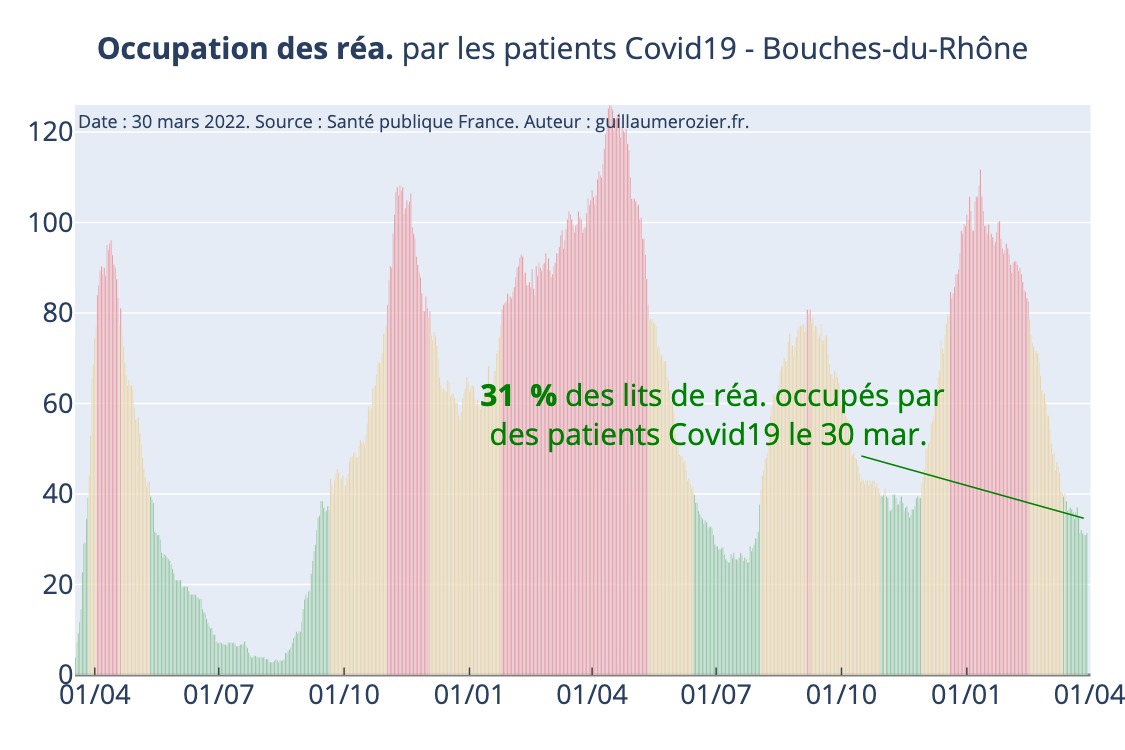 Occupation des réa. par les patients Covid19 - Bouches-du-Rhône
Date : 30 mars 2022. Source : Santé publique France. Auteur : guillaumerozier.fr.
120
100
80
60
40
20
0
31 % des lits de réa. occupés par
des patients Covid19 le 30 mar.
01/04 01/07 01/10 01/01 01/04 01/07 01/10 01/01 01/04